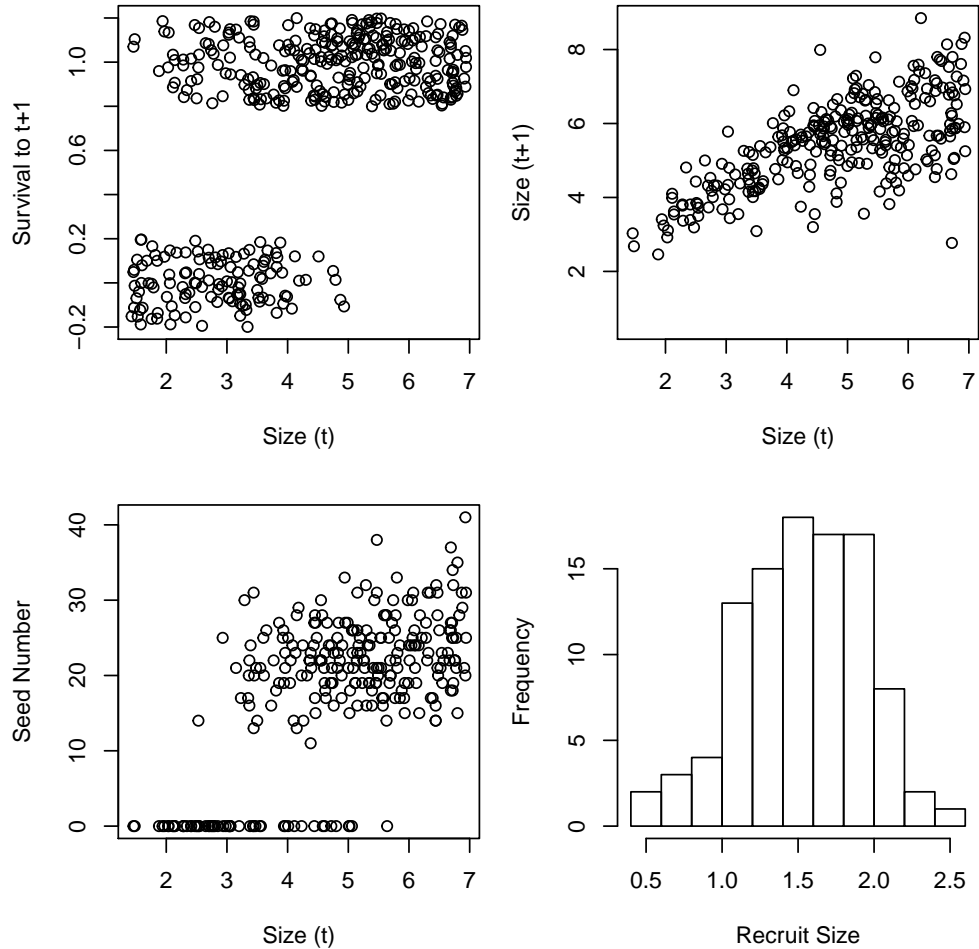 Survival to t+1
−0.2
0.2
0.6
1.0
2 3 4 5 6 7
Size (t)
Size (t+1)
2
4
6
8
2 3 4 5 6 7
Size (t)
Seed Number
0
10
20
30
40
2 3 4 5 6 7
Size (t)
Frequency
0
5
10
15
0.5 1.0 1.5 2.0 2.5
Recruit Size